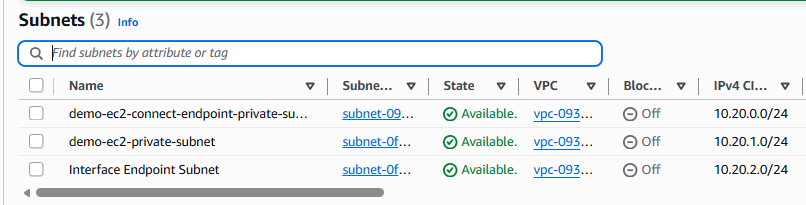 Subnets (3) Info
Find subnets by attribute or tag
Name Subne... State VPC Bloc... IPv4 CI...
demo-ec2-connect-endpoint-private-su... subnet-09... Available. vpc-093... Off 10.20.0.0/24
demo-ec2-private-subnet subnet-0f... Available. vpc-093... Off 10.20.1.0/24
Interface Endpoint Subnet subnet-0f... Available. vpc-093... Off 10.20.2.0/24